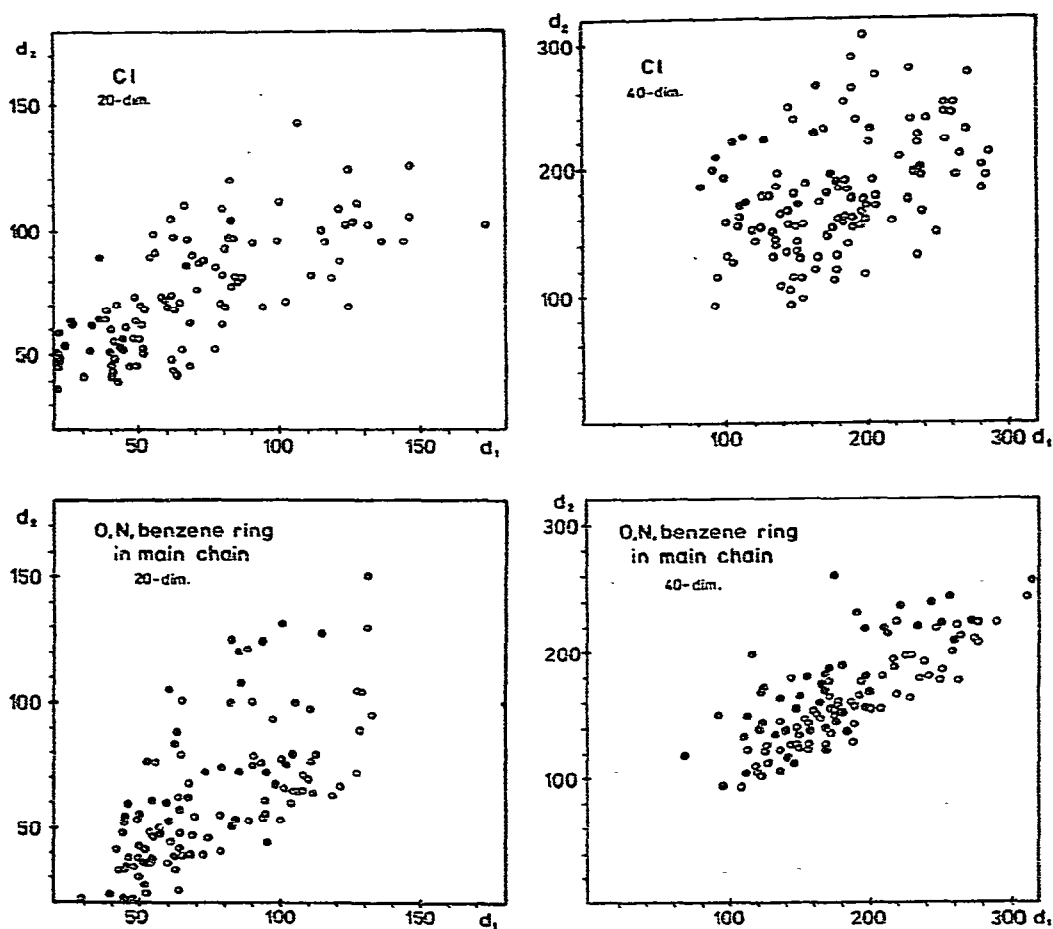 d₂
Cl
20-dim.
150
100
50
50
100
150
d₁
d₂
300
Cl
40-dim.
200
100
100
200
300
d₁
d₂
O,N, benzene ring
in main chain
20-dim.
150
100
50
50
100
150
d₁
d₂
300
O,N, benzene ring
in main chain
40-dim.
200
100
100
200
300
d₁